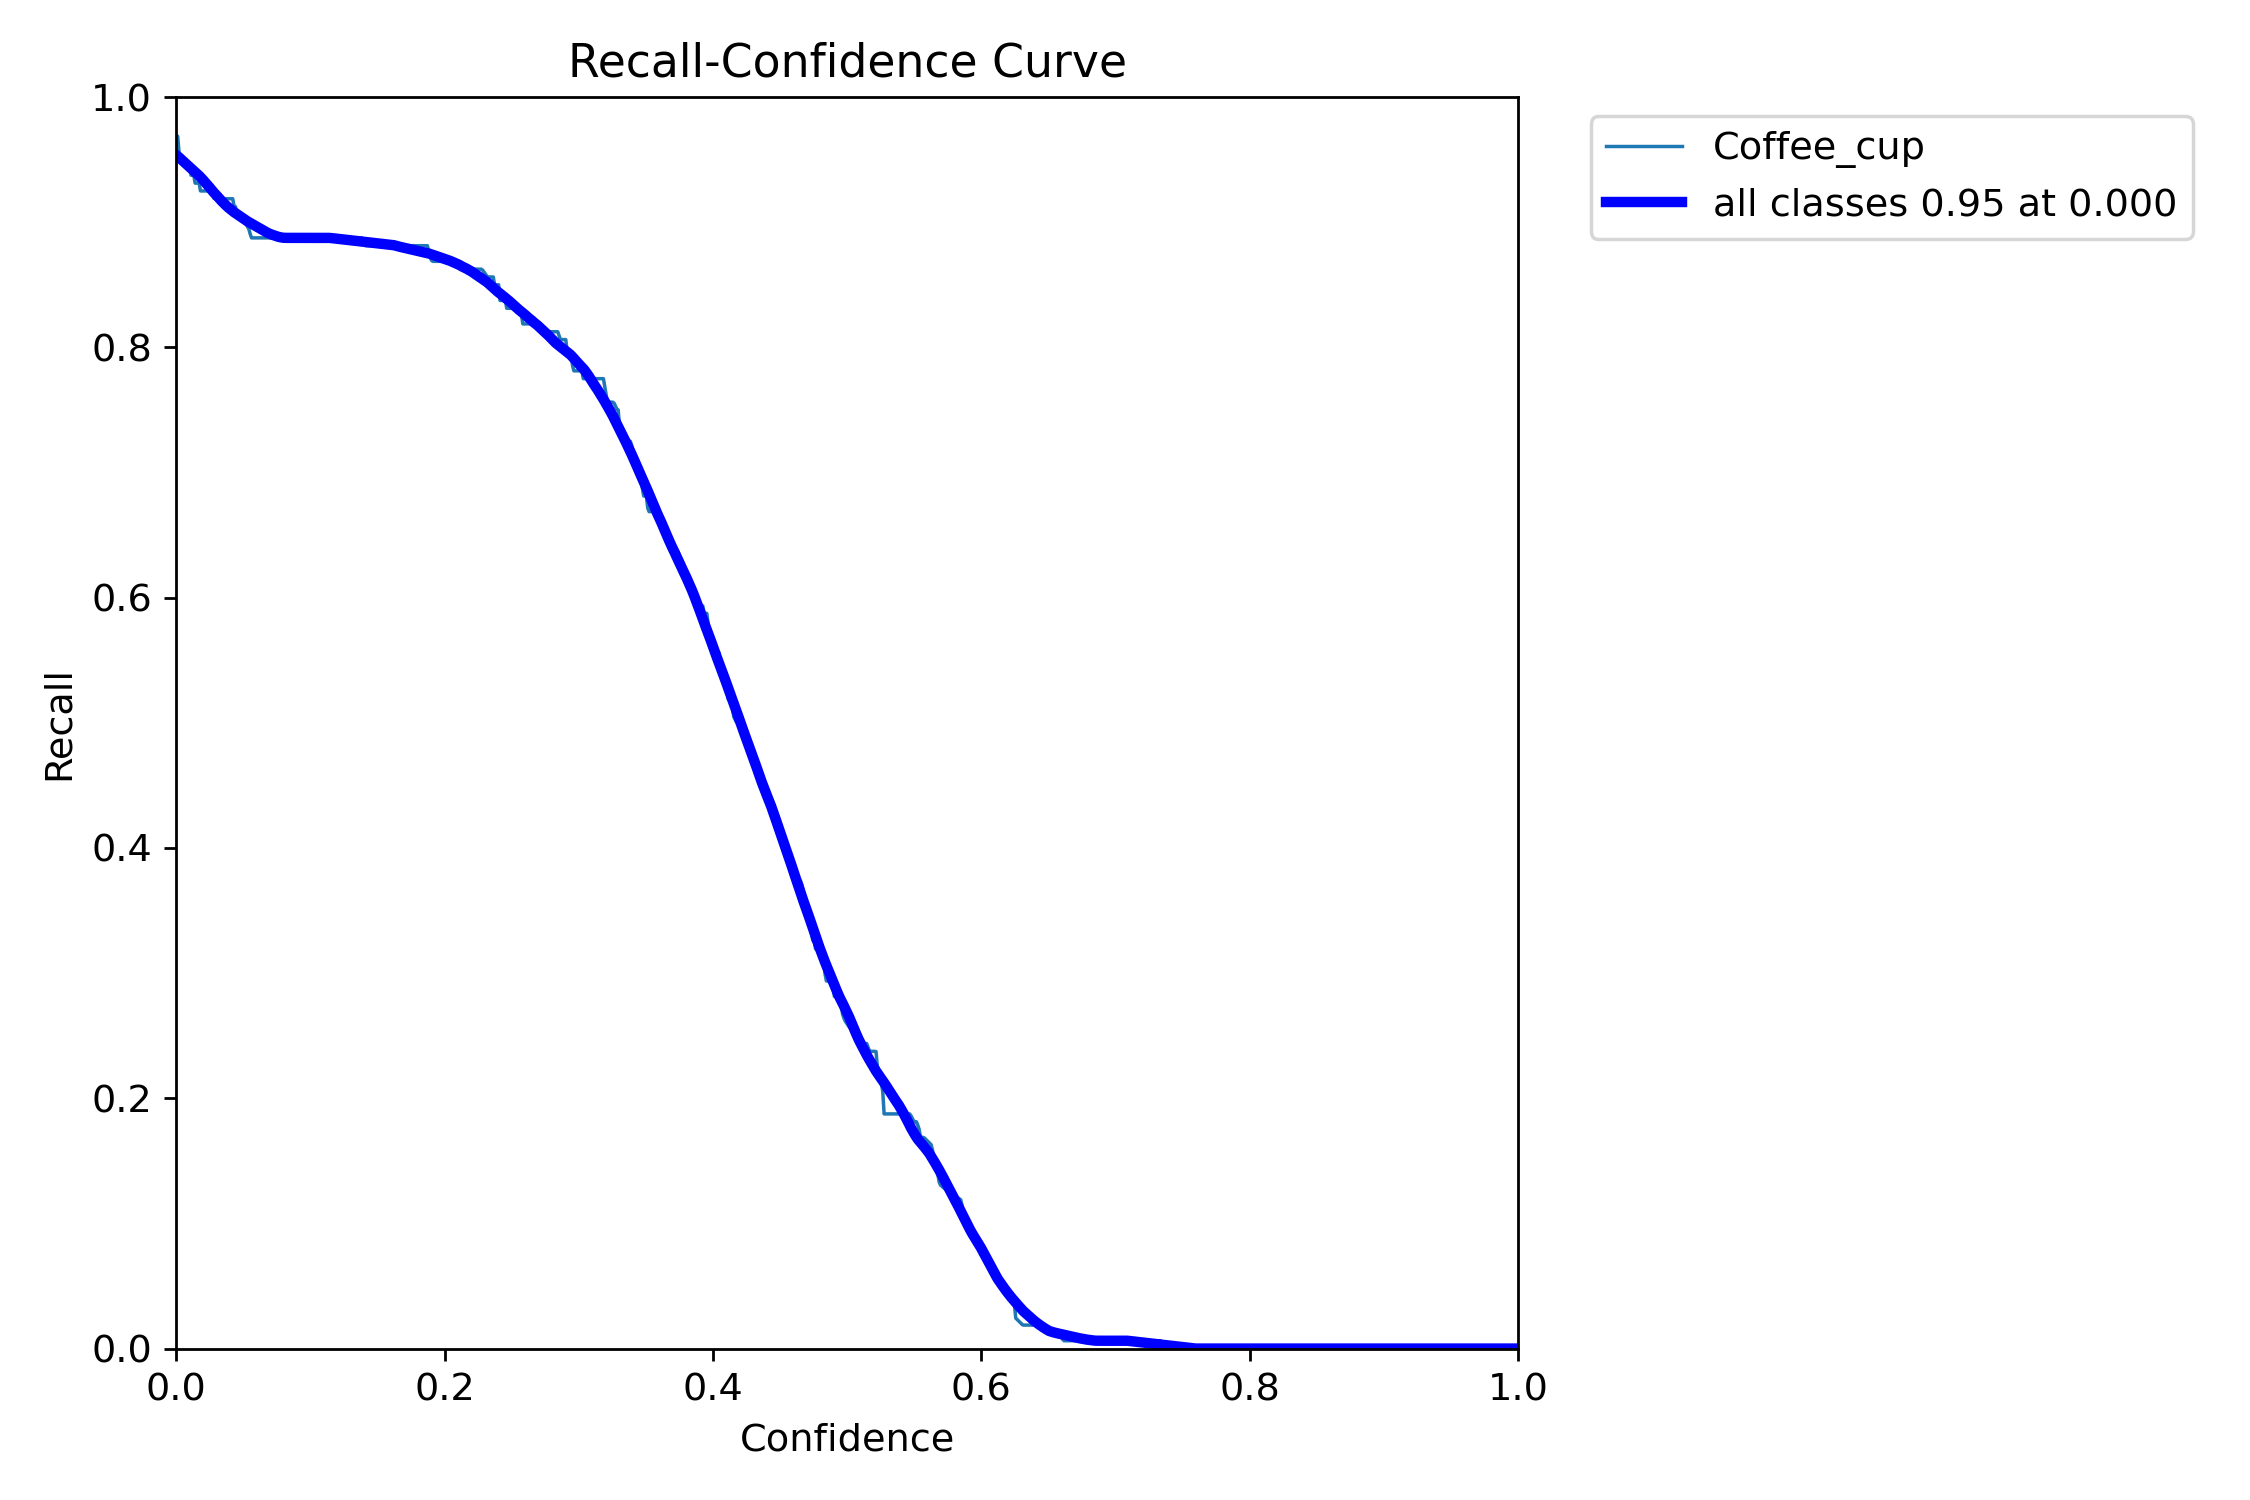 Recall-Confidence Curve
1.0
0.8
0.6
0.4
0.2
0.0
Recall
0.0 0.2 0.4 0.6 0.8 1.0
Confidence
Coffee_cup
all classes 0.95 at 0.000